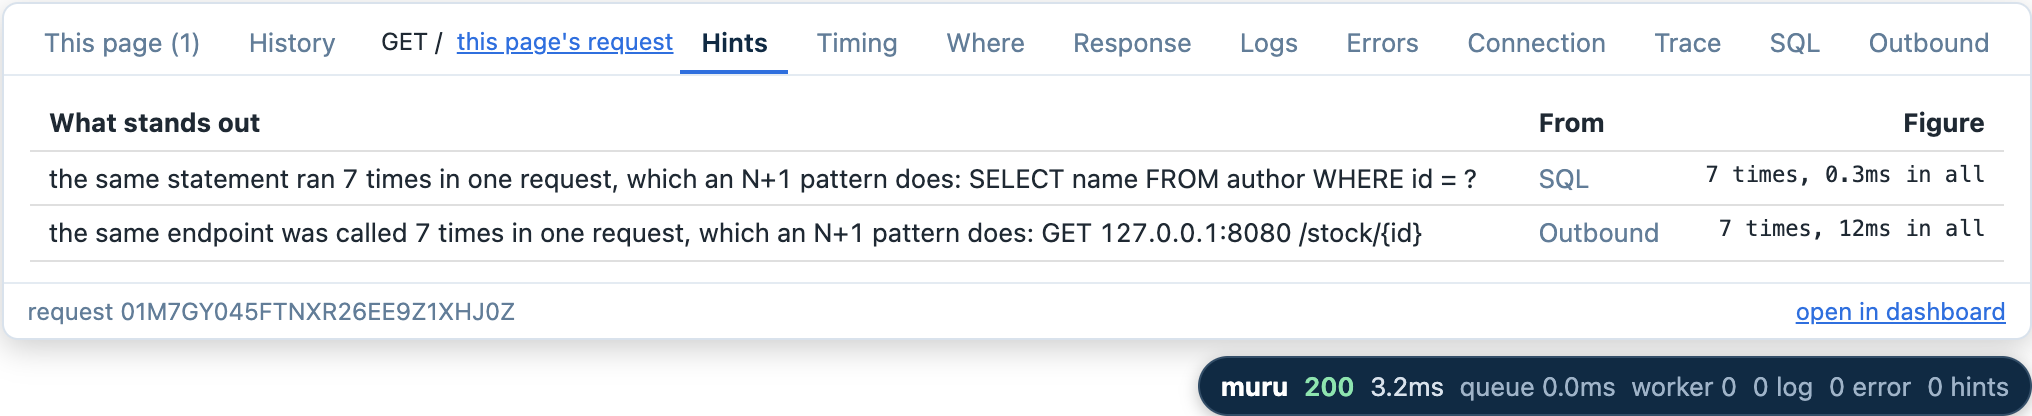 This page (1) History GET / this page's request Hints Timing Where Response Logs Errors Connection Trace SQL Outbound
What stands out From Figure
the same statement ran 7 times in one request, which an N+1 pattern does: SELECT name FROM author WHERE id = ? SQL 7 times, 0.3ms in all
the same endpoint was called 7 times in one request, which an N+1 pattern does: GET 127.0.0.1:8080 /stock/{id} Outbound 7 times, 12ms in all
request 01M7GY045FTNXR26EE9Z1XHJ0Z open in dashboard
muru 200 3.2ms queue 0.0ms worker 0 0 log 0 error 0 hints